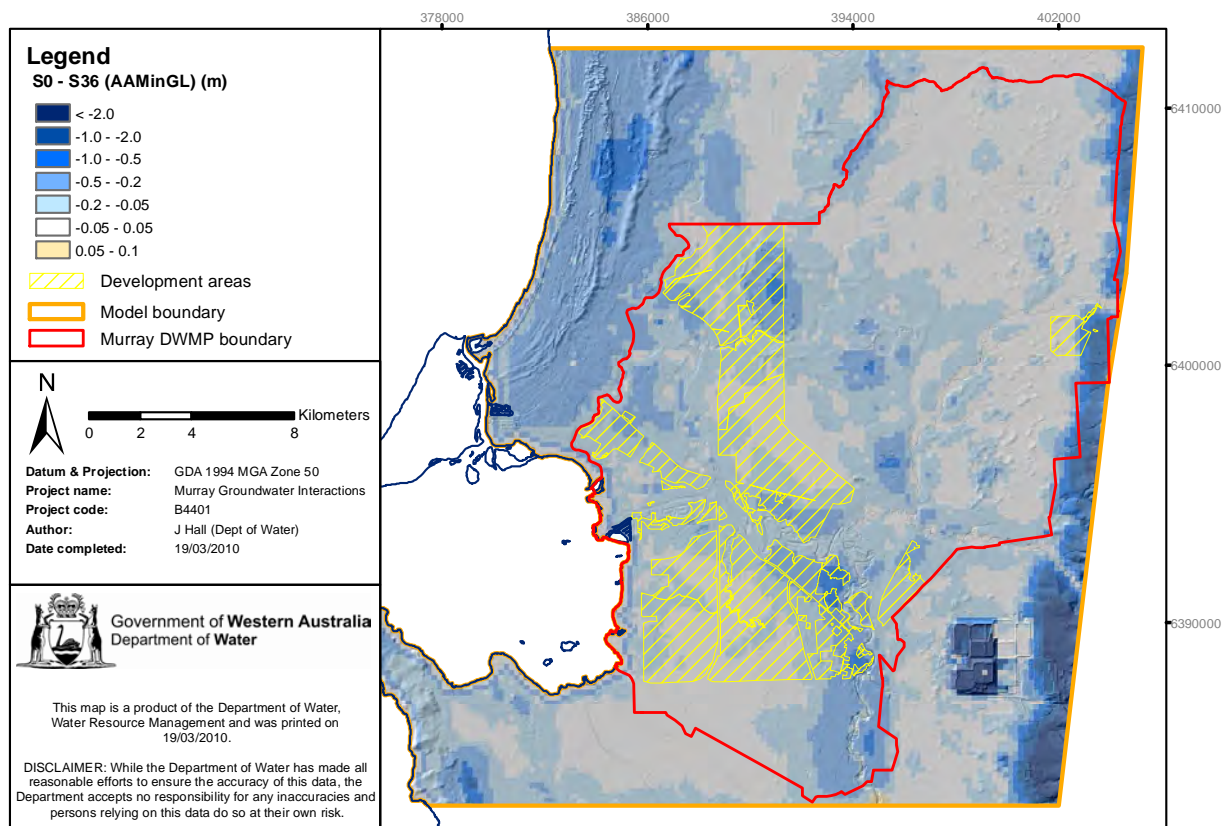 378000
386000
394000
402000
Legend
S0 - S36 (AAMinGL) (m)
< -2.0
-1.0 - -2.0
-1.0 - -0.5
-0.5 - -0.2
-0.2 - -0.05
-0.05 - 0.05
0.05 - 0.1
Development areas
Model boundary
Murray DWMP boundary
6410000
6400000
6390000
N
Kilometers
0 2 4 8
Datum & Projection: GDA 1994 MGA Zone 50
Project name: Murray Groundwater Interactions
Project code: B4401
Author: J Hall (Dept of Water)
Date completed: 19/03/2010
Government of Western Australia
Department of Water
This map is a product of the Department of Water,
Water Resource Management and was printed on
19/03/2010.
DISCLAIMER: While the Department of Water has made all
reasonable efforts to ensure the accuracy of this data, the
Department accepts no responsibility for any inaccuracies and
persons relying on this data do so at their own risk.